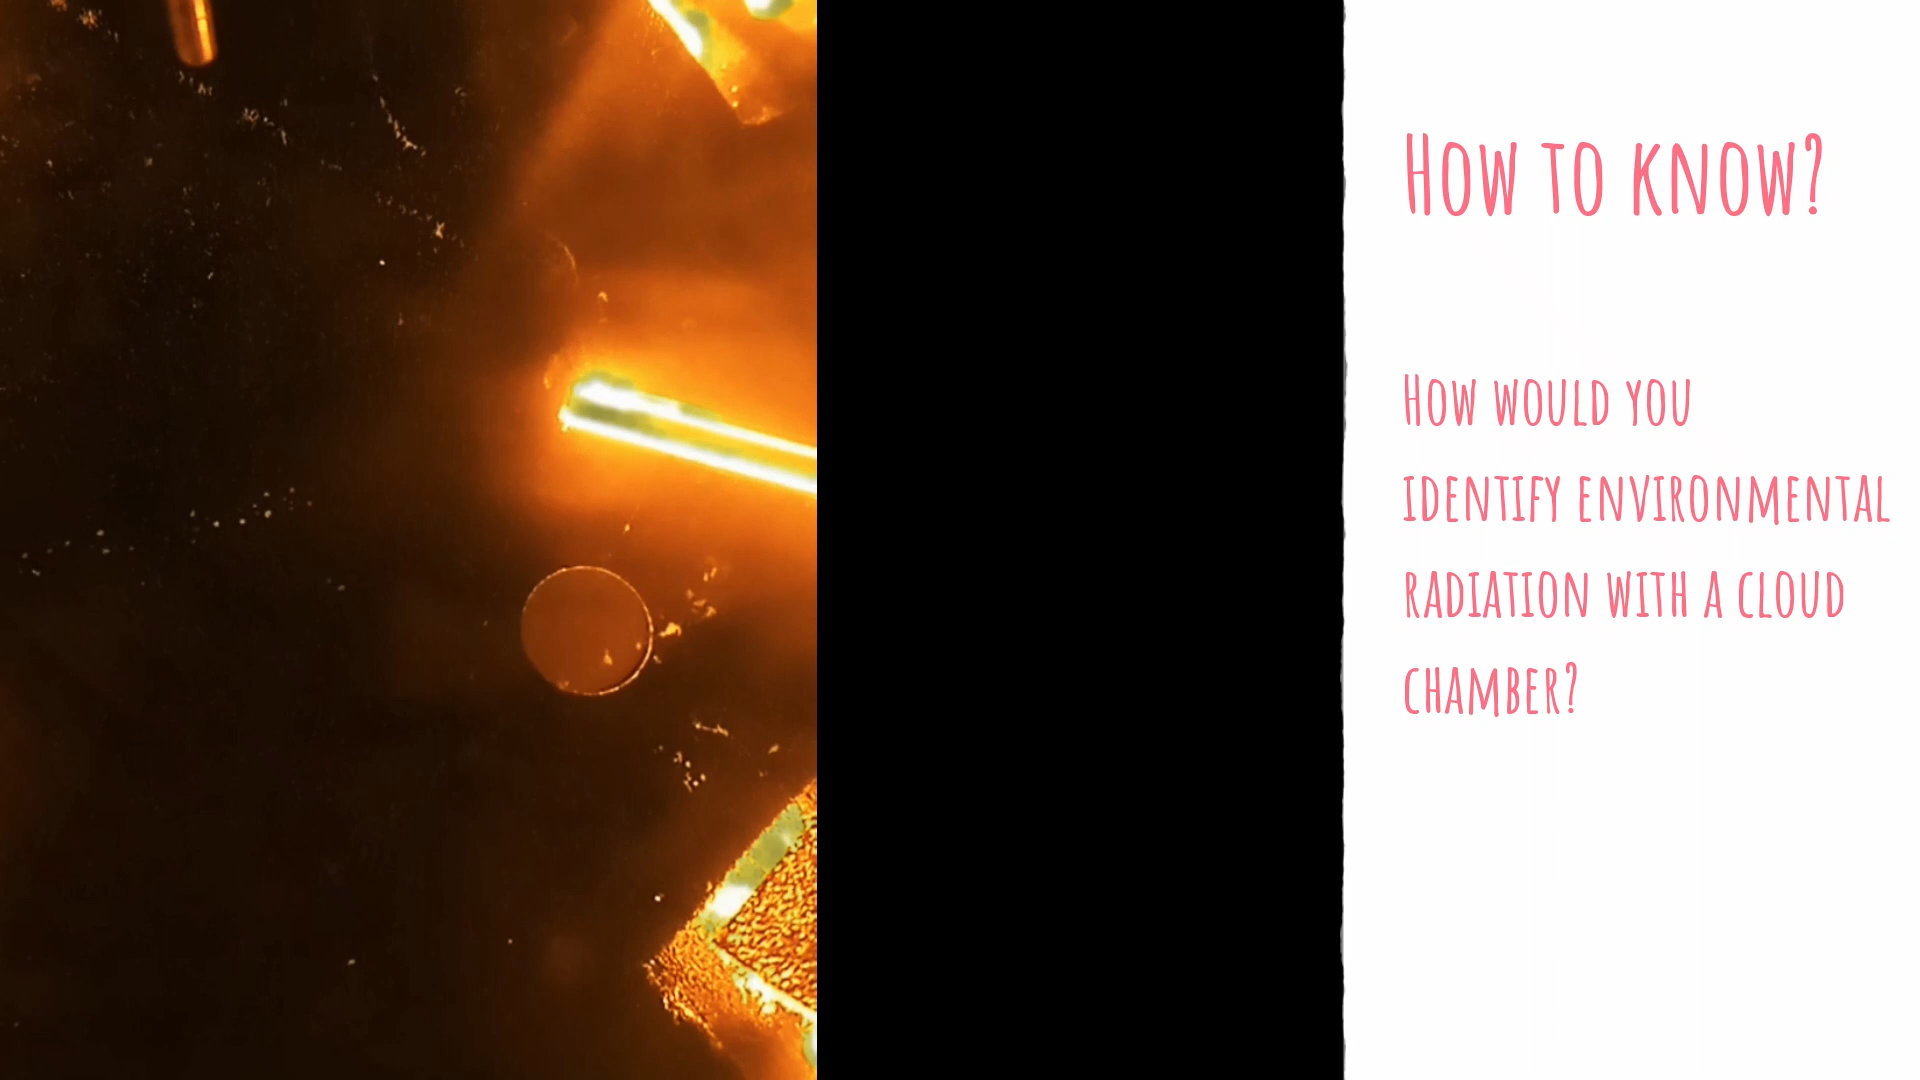 How to know?
How would you
identify environmental
radiation with a cloud
chamber?